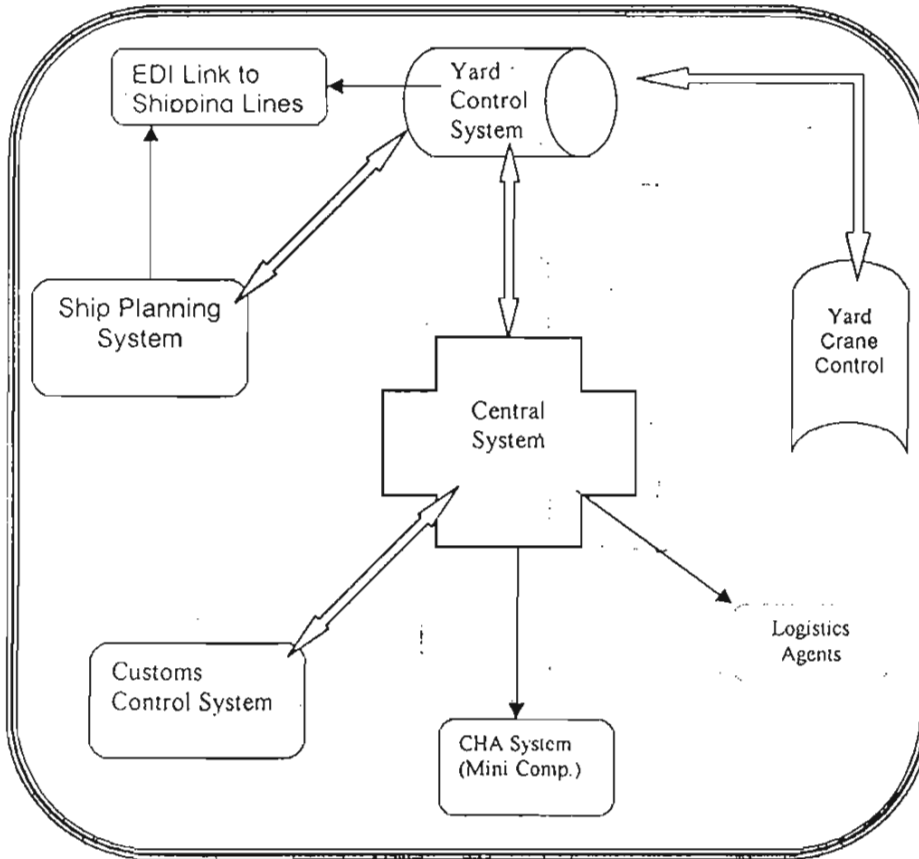 EDI Link to
Shipping Lines
Yard
Control
System
Ship Planning
System
Yard
Crane
Control
Central
System
Customs
Control System
Logistics
Agents
CHA System
(Mini Comp.)